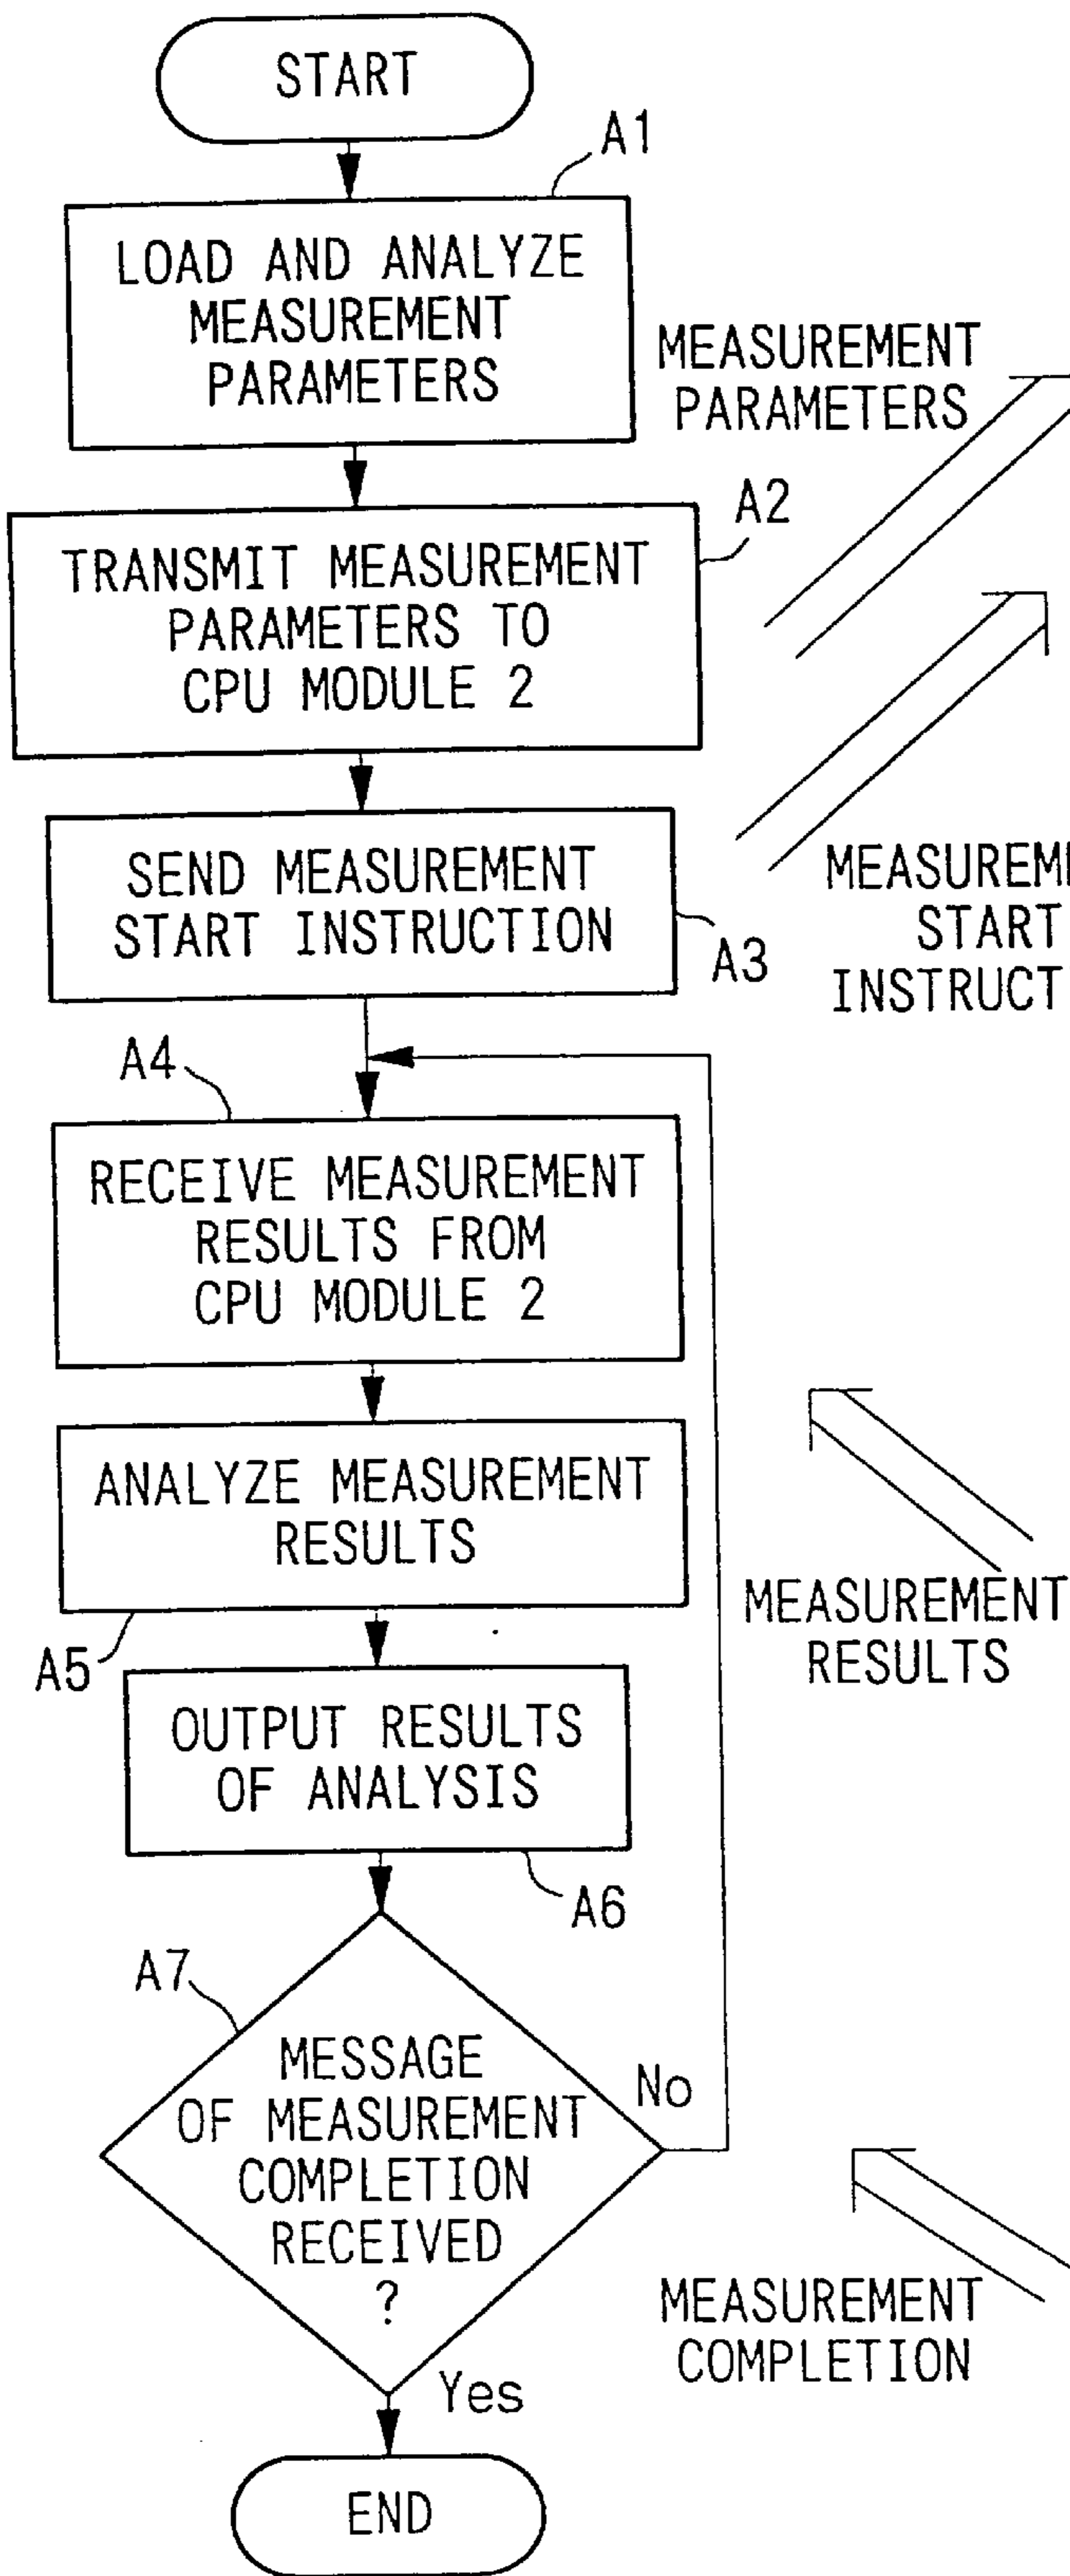 START
A1
LOAD AND ANALYZE
MEASUREMENT
PARAMETERS
MEASUREMENT
PARAMETERS
A2
TRANSMIT MEASUREMENT
PARAMETERS TO
CPU MODULE 2
SEND MEASUREMENT
START INSTRUCTION
A3
MEASUREME
START
INSTRUCT
A4
RECEIVE MEASUREMENT
RESULTS FROM
CPU MODULE 2
ANALYZE MEASUREMENT
RESULTS
A5
MEASUREMENT
RESULTS
OUTPUT RESULTS
OF ANALYSIS
A6
A7
MESSAGE
OF MEASUREMENT
COMPLETION
RECEIVED
?
No
MEASUREMENT
COMPLETION
Yes
END